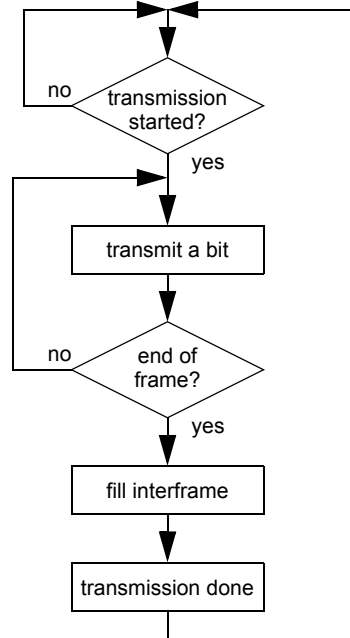 no
transmission
started?
yes
transmit a bit
no
end of
frame?
yes
fill interframe
transmission done